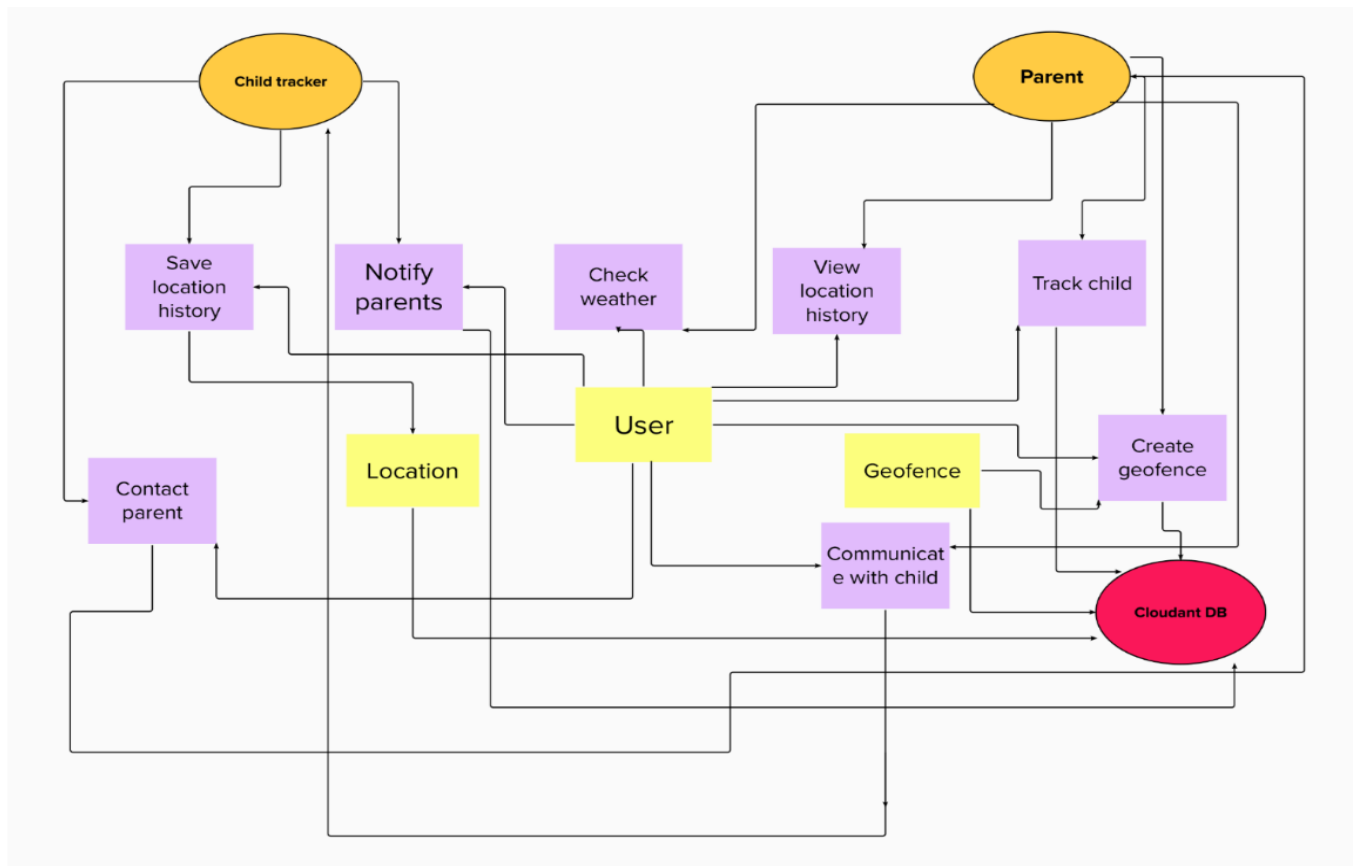 Child tracker
Parent
Save
location
history
Notify
parents
Check
weather
View
location
history
Track child
User
Location
Geofence
Create
geofence
Contact
parent
Communicat
e with child
Cloudant DB